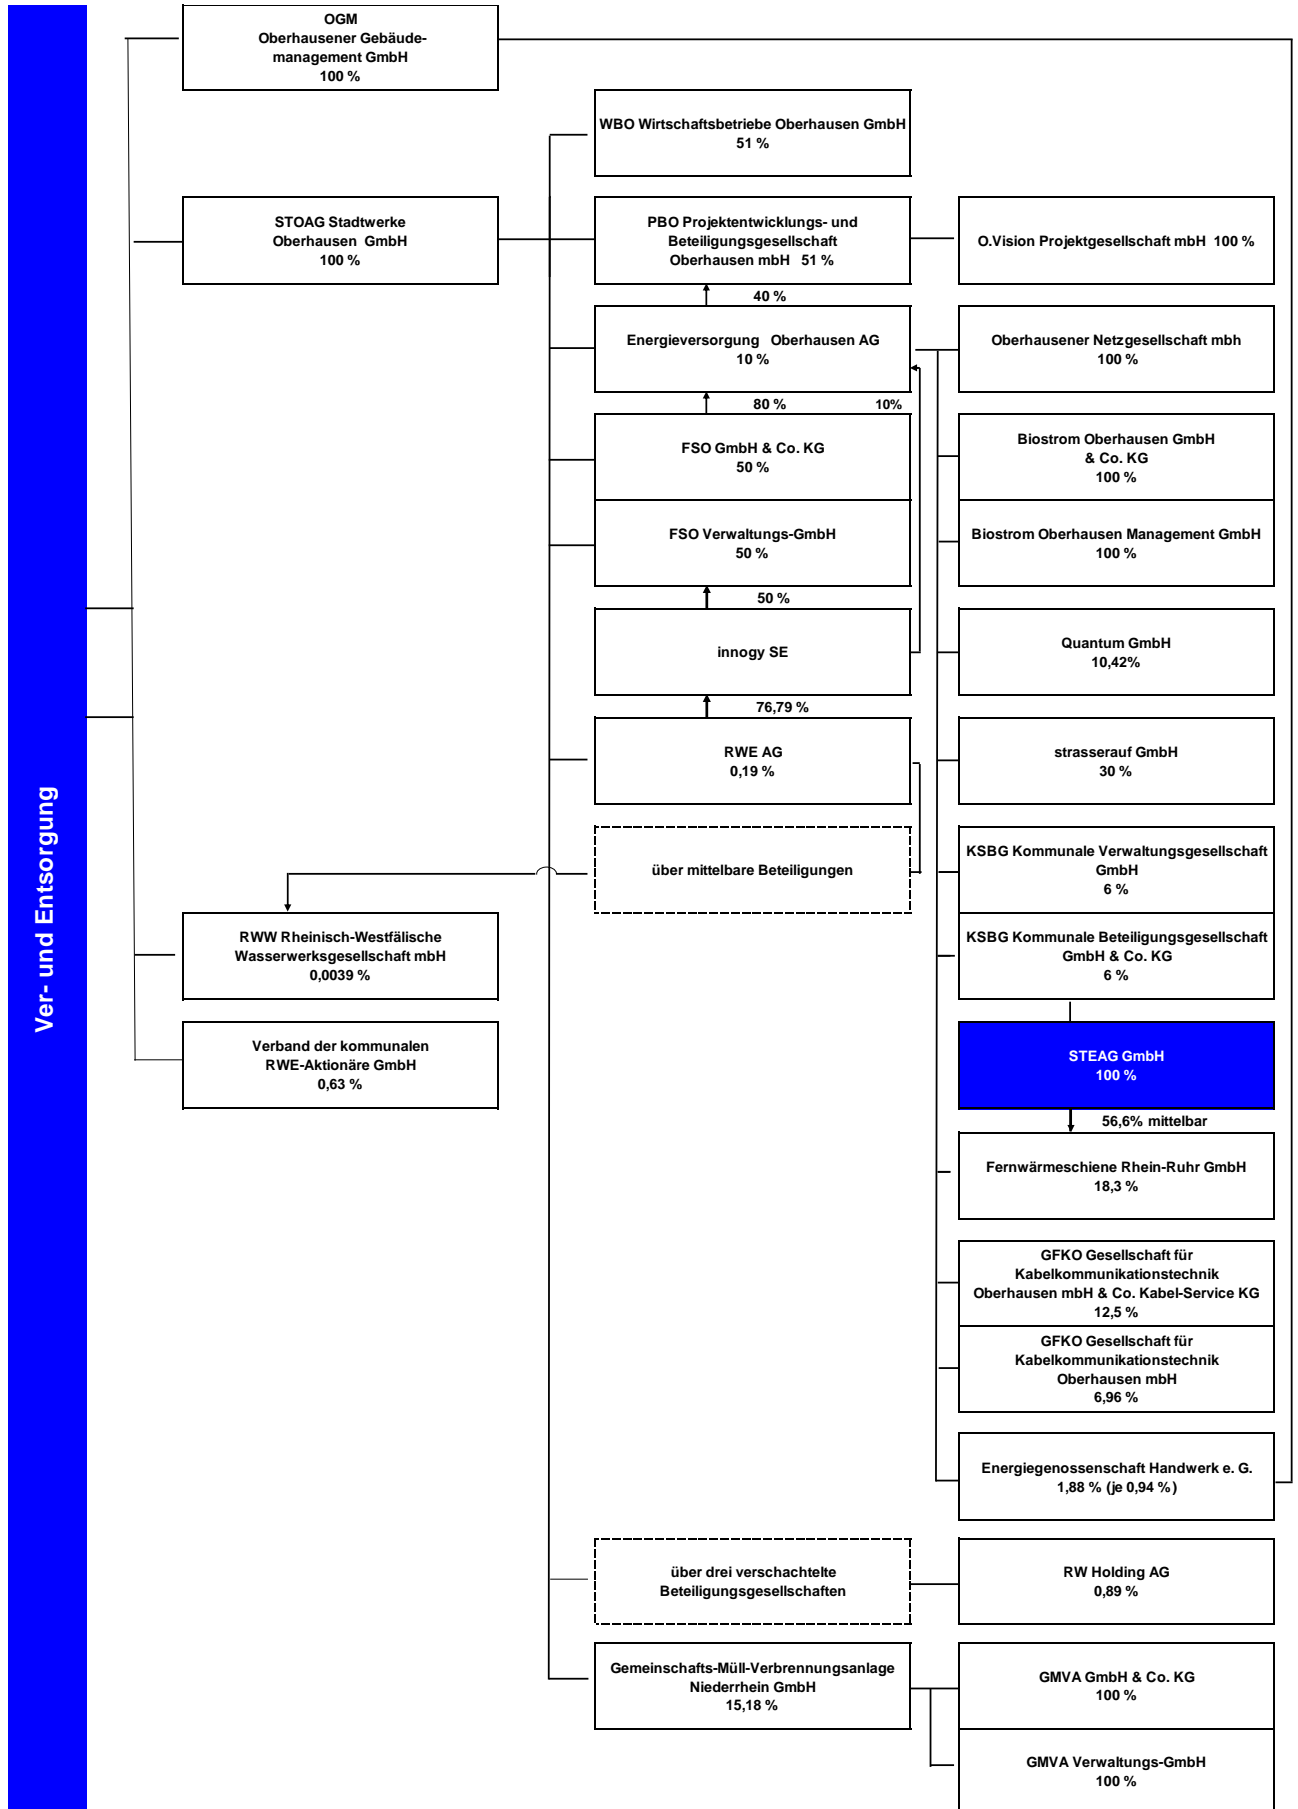 Ver- und Entsorgung
OGM
Oberhausener Gebäude-
management GmbH
100 %
WBO Wirtschaftsbetriebe Oberhausen GmbH
51 %
STOAG Stadtwerke
Oberhausen GmbH
100 %
PBO Projektentwicklungs- und
Beteiligungsgesellschaft
Oberhausen mbH 51 %
O.Vision Projektgesellschaft mbH 100 %
40 %
Energieversorgung Oberhausen AG
10 %
Oberhausener Netzgesellschaft mbh
100 %
80 %
10%
FSO GmbH & Co. KG
50 %
Biostrom Oberhausen GmbH
& Co. KG
100 %
FSO Verwaltungs-GmbH
50 %
Biostrom Oberhausen Management GmbH
100 %
50 %
innogy SE
Quantum GmbH
10,42%
76,79 %
RWE AG
0,19 %
strasserauf GmbH
30 %
über mittelbare Beteiligungen
KSBG Kommunale Verwaltungsgesellschaft
GmbH
6 %
RWW Rheinisch-Westfälische
Wasserwerksgesellschaft mbH
0,0039 %
KSBG Kommunale Beteiligungsgesellschaft
GmbH & Co. KG
6 %
Verband der kommunalen
RWE-Aktionäre GmbH
0,63 %
STEAG GmbH
100 %
56,6% mittelbar
Fernwärmeschiene Rhein-Ruhr GmbH
18,3 %
GFKO Gesellschaft für
Kabelkommunikationstechnik
Oberhausen mbH & Co. Kabel-Service KG
12,5 %
GFKO Gesellschaft für
Kabelkommunikationstechnik
Oberhausen mbH
6,96 %
Energiegenossenschaft Handwerk e. G.
1,88 % (je 0,94 %)
über drei verschachtelte
Beteiligungsgesellschaften
RW Holding AG
0,89 %
Gemeinschafts-Müll-Verbrennungsanlage
Niederrhein GmbH
15,18 %
GMVA GmbH & Co. KG
100 %
GMVA Verwaltungs-GmbH
100 %